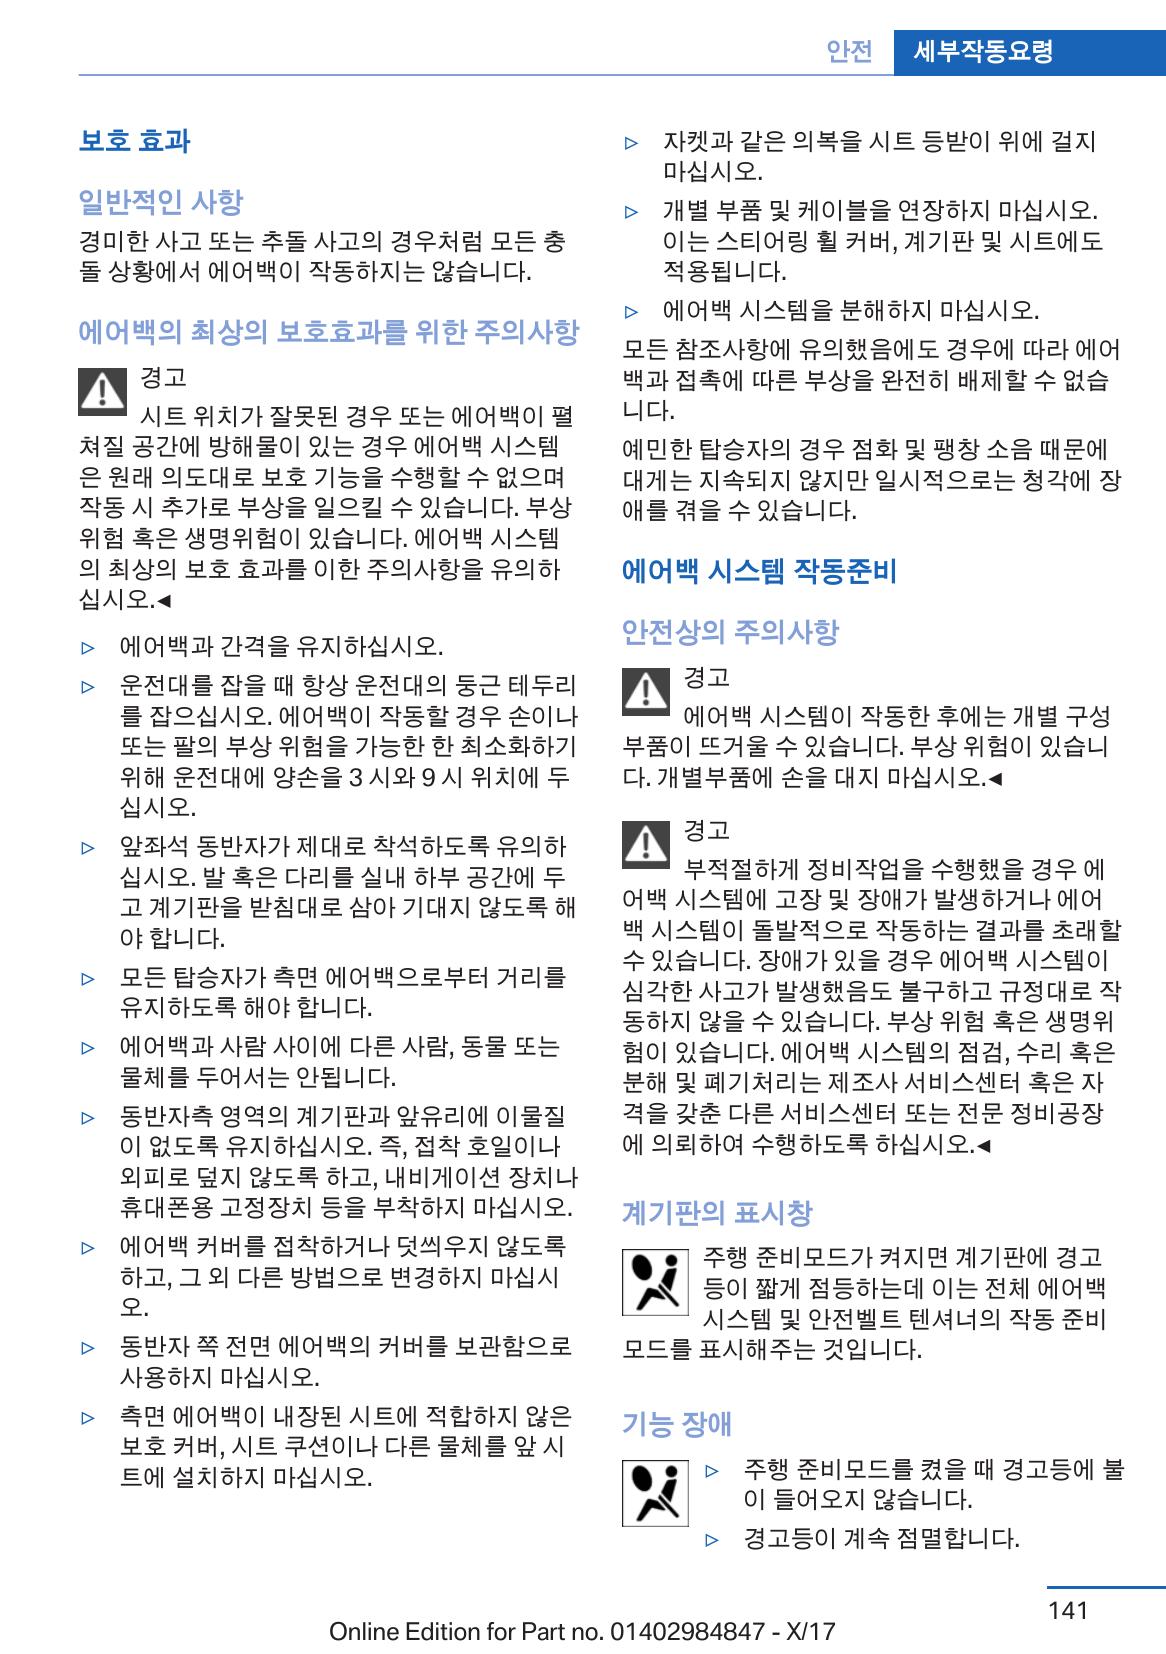 안전 세부작동요령
보호 효과
일반적인 사항
경미한 사고 또는 추돌 사고의 경우처럼 모든 충
돌 상황에서 에어백이 작동하지는 않습니다.
에어백의 최상의 보호효과를 위한 주의사항
경고
시트 위치가 잘못된 경우 또는 에어백이 펼
쳐질 공간에 방해물이 있는 경우 에어백 시스템
은 원래 의도대로 보호 기능을 수행할 수 없으며
작동 시 추가로 부상을 일으킬 수 있습니다. 부상
위험 혹은 생명위험이 있습니다. 에어백 시스템
의 최상의 보호 효과를 이한 주의사항을 유의하
십시오.◀
▷ 에어백과 간격을 유지하십시오.
▷ 운전대를 잡을 때 항상 운전대의 둥근 테두리
를 잡으십시오. 에어백이 작동할 경우 손이나
또는 팔의 부상 위험을 가능한 한 최소화하기
위해 운전대에 양손을 3 시와 9 시 위치에 두
십시오.
▷ 앞좌석 동반자가 제대로 착석하도록 유의하
십시오. 발 혹은 다리를 실내 하부 공간에 두
고 계기판을 받침대로 삼아 기대지 않도록 해
야 합니다.
▷ 모든 탑승자가 측면 에어백으로부터 거리를
유지하도록 해야 합니다.
▷ 에어백과 사람 사이에 다른 사람, 동물 또는
물체를 두어서는 안됩니다.
▷ 동반자측 영역의 계기판과 앞유리에 이물질
이 없도록 유지하십시오. 즉, 접착 호일이나
외피로 덮지 않도록 하고, 내비게이션 장치나
휴대폰용 고정장치 등을 부착하지 마십시오.
▷ 에어백 커버를 접착하거나 덧씌우지 않도록
하고, 그 외 다른 방법으로 변경하지 마십시
오.
▷ 동반자 쪽 전면 에어백의 커버를 보관함으로
사용하지 마십시오.
▷ 측면 에어백이 내장된 시트에 적합하지 않은
보호 커버, 시트 쿠션이나 다른 물체를 앞 시
트에 설치하지 마십시오.
▷ 자켓과 같은 의복을 시트 등받이 위에 걸지
마십시오.
▷ 개별 부품 및 케이블을 연장하지 마십시오.
이는 스티어링 휠 커버, 계기판 및 시트에도
적용됩니다.
▷ 에어백 시스템을 분해하지 마십시오.
모든 참조사항에 유의했음에도 경우에 따라 에어
백과 접촉에 따른 부상을 완전히 배제할 수 없습
니다.
예민한 탑승자의 경우 점화 및 팽창 소음 때문에
대게는 지속되지 않지만 일시적으로는 청각에 장
애를 겪을 수 있습니다.
에어백 시스템 작동준비
안전상의 주의사항
경고
에어백 시스템이 작동한 후에는 개별 구성
부품이 뜨거울 수 있습니다. 부상 위험이 있습니
다. 개별부품에 손을 대지 마십시오.◀
경고
부적절하게 정비작업을 수행했을 경우 에
어백 시스템에 고장 및 장애가 발생하거나 에어
백 시스템이 돌발적으로 작동하는 결과를 초래할
수 있습니다. 장애가 있을 경우 에어백 시스템이
심각한 사고가 발생했음도 불구하고 규정대로 작
동하지 않을 수 있습니다. 부상 위험 혹은 생명위
험이 있습니다. 에어백 시스템의 점검, 수리 혹은
분해 및 폐기처리는 제조사 서비스센터 혹은 자
격을 갖춘 다른 서비스센터 또는 전문 정비공장
에 의뢰하여 수행하도록 하십시오.◀
계기판의 표시창
주행 준비모드가 켜지면 계기판에 경고
등이 짧게 점등하는데 이는 전체 에어백
시스템 및 안전벨트 텐셔너의 작동 준비
모드를 표시해주는 것입니다.
기능 장애
▷ 주행 준비모드를 켰을 때 경고등에 불
이 들어오지 않습니다.
▷ 경고등이 계속 점멸합니다.
141
Online Edition for Part no. 01402984847 - X/17